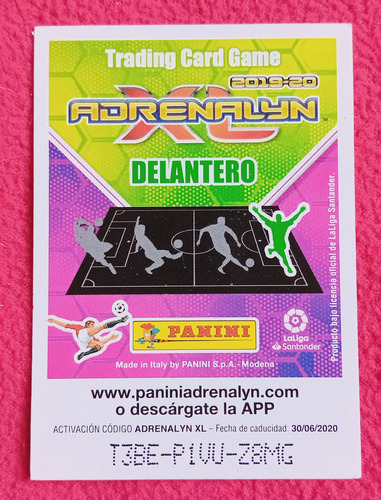 Trading Card Game
2019-20
ADRENALYN
XL
TM
DELANTERO
PANINI
LaLiga
Santander
Made in Italy by PANINI S.p.A - Modena
Producto bajo licencia oficial de LaLiga Santander.
www.paniniadrenalyn.com
o descárgate la APP
ACTIVACIÓN CÓDIGO ADRENALYN XL – Fecha de caducidad: 30/06/2020
T3BE-P1VU-Z8MG